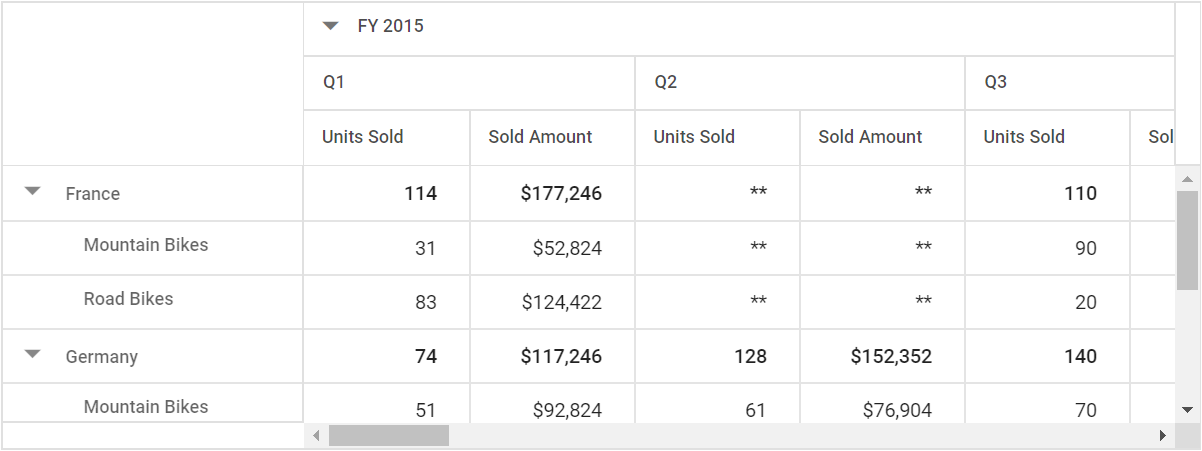 FY 2015
Q1 Q2 Q3
Units Sold Sold Amount Units Sold Sold Amount Units Sold Sol
France 114 $177,246 ** ** 110
Mountain Bikes 31 $52,824 ** ** 90
Road Bikes 83 $124,422 ** ** 20
Germany 74 $117,246 128 $152,352 140
Mountain Bikes 51 $92,824 61 $76,904 70